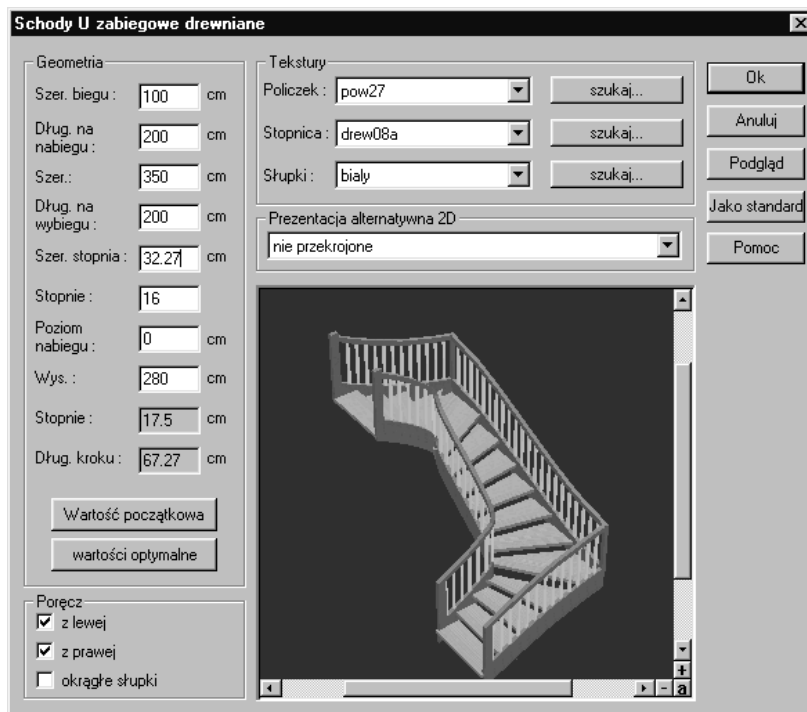 Schody U zabiegowe drewniane
Geometria
Szer. biegu : 100 cm
Dług. na nabiegu : 200 cm
Szer.: 350 cm
Dług. na wybiegu : 200 cm
Szer. stopnia : 32.27 cm
Stopnie : 16
Poziom nabiegu : 0 cm
Wys. : 280 cm
Stopnie : 17.5 cm
Dług. kroku : 67.27 cm
Wartość początkowa
wartości optymalne
Poręcz
z lewej
z prawej
okrągłe słupki
Tekstury
Policzek : pow27 szukaj...
Stopnica : drew08a szukaj...
Słupki : bialy szukaj...
Prezentacja alternatywna 2D
nie przekrojone
Ok
Anuluj
Podgląd
Jako standard
Pomoc
+
- a